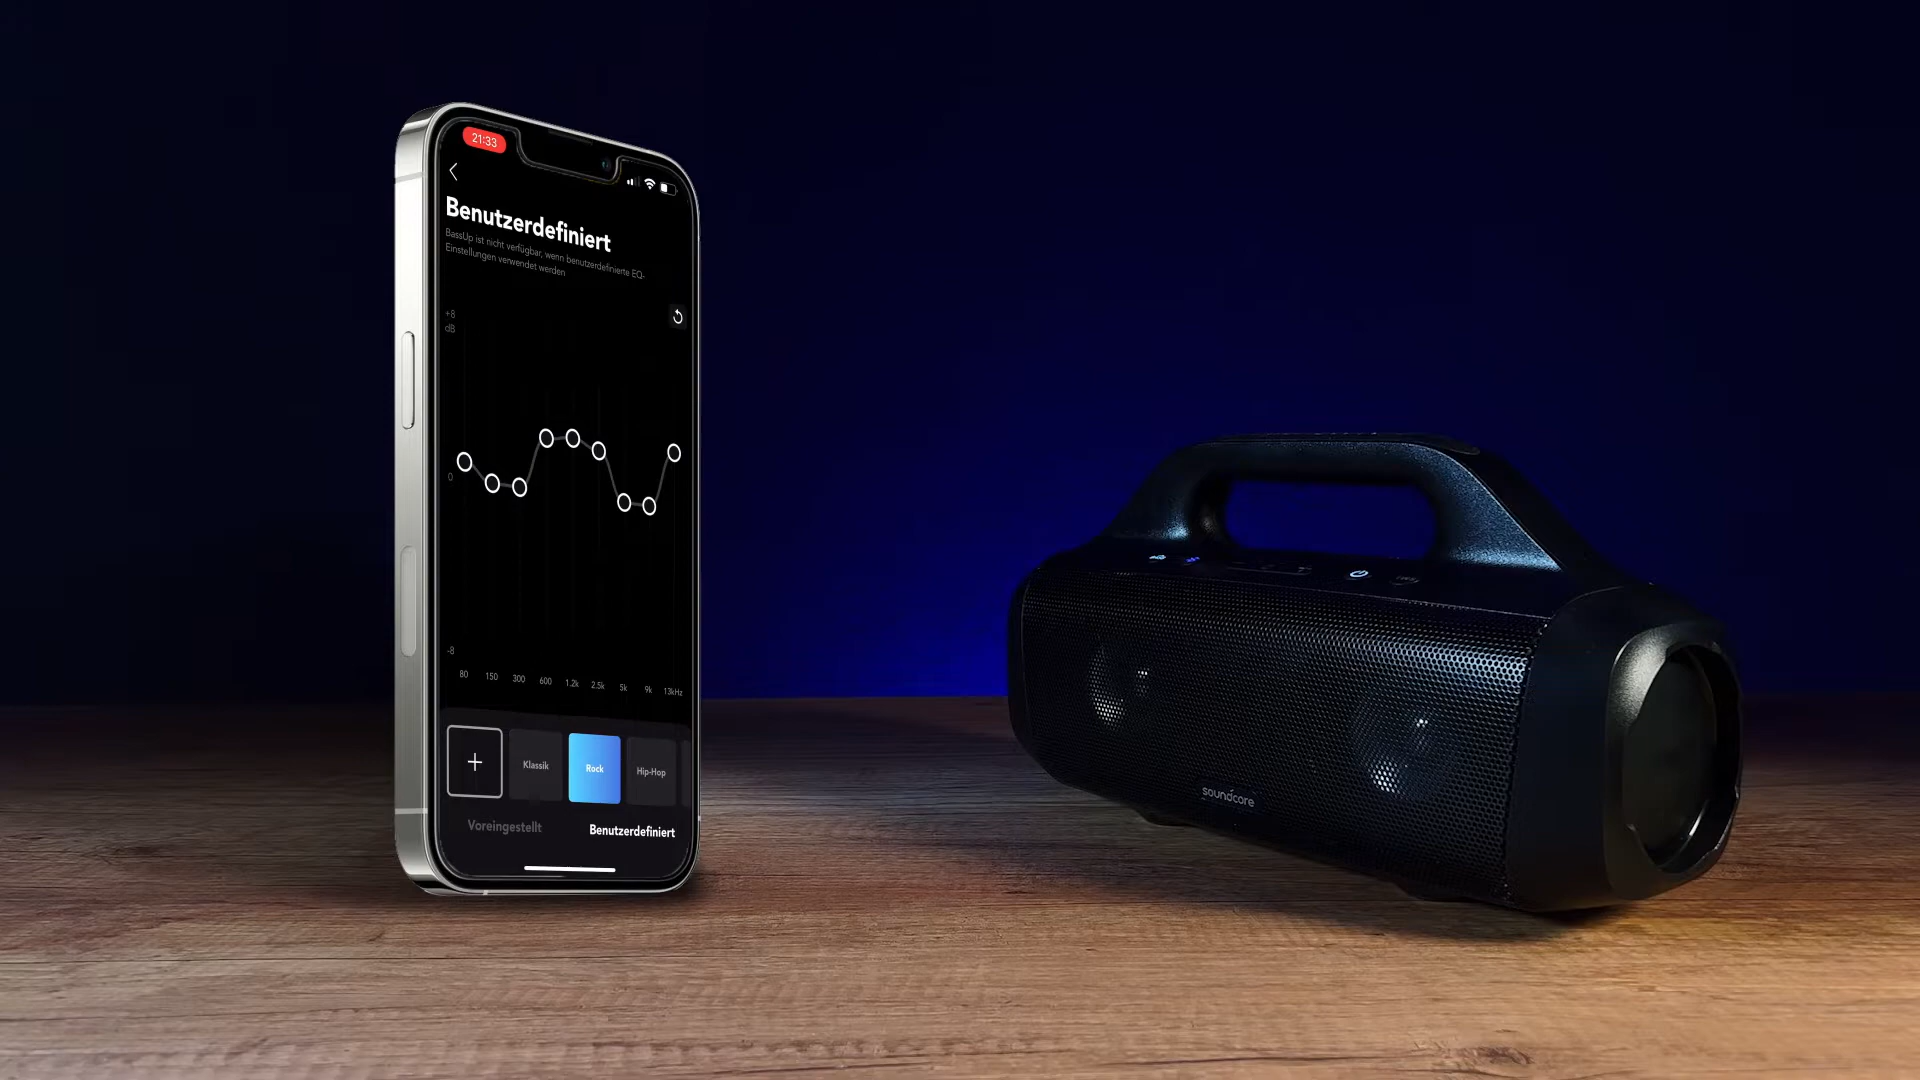 21:33
Benutzerdefiniert
BassUp ist nicht verfügbar, wenn benutzerdefinierte EQ-
Einstellungen verwendet werden
+8
dB
0
-8
80 150 300 600 1.2k 2.5k 5k 9k 13kHz
Klassik Rock Hip-Hop
Voreingestellt Benutzerdefiniert
soundcore